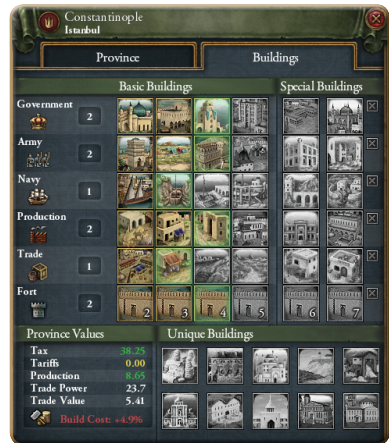 Constantinople
Istanbul
Province Buildings
Basic Buildings Special Buildings
Government 2
Army 2
Navy 1
Production 2
Trade 1
Fort 2 2 3 4 5 6 7
Province Values Unique Buildings
Tax 38.25
Tariffs 0.00
Production 8.65
Trade Power 23.7
Trade Value 5.41
Build Cost: +4.9%